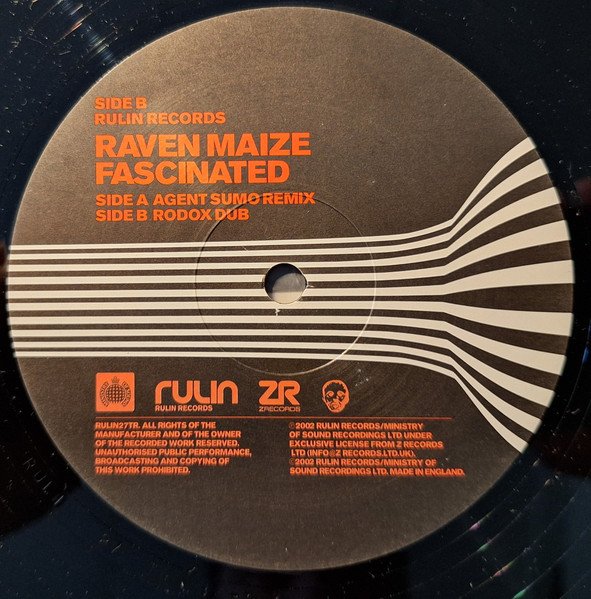 SIDE B
RULIN RECORDS
RAVEN MAIZE
FASCINATED
SIDE A AGENT SUMO REMIX
SIDE B RODOX DUB
rulin
RULIN RECORDS
ZR
ZRECORDS
RULIN27TR. ALL RIGHTS OF THE
MANUFACTURER AND OF THE OWNER
OF THE RECORDED WORK RESERVED.
UNAUTHORISED PUBLIC PERFORMANCE,
BROADCASTING AND COPYING OF
THIS WORK PROHIBITED.
℗2002 RULIN RECORDS/MINISTRY
OF SOUND RECORDINGS LTD UNDER
EXCLUSIVE LICENSE FROM Z RECORDS
LTD (INFO@Z RECORDS.LTD.UK).
©2002 RULIN RECORDS/MINISTRY OF
SOUND RECORDINGS LTD. MADE IN ENGLAND.